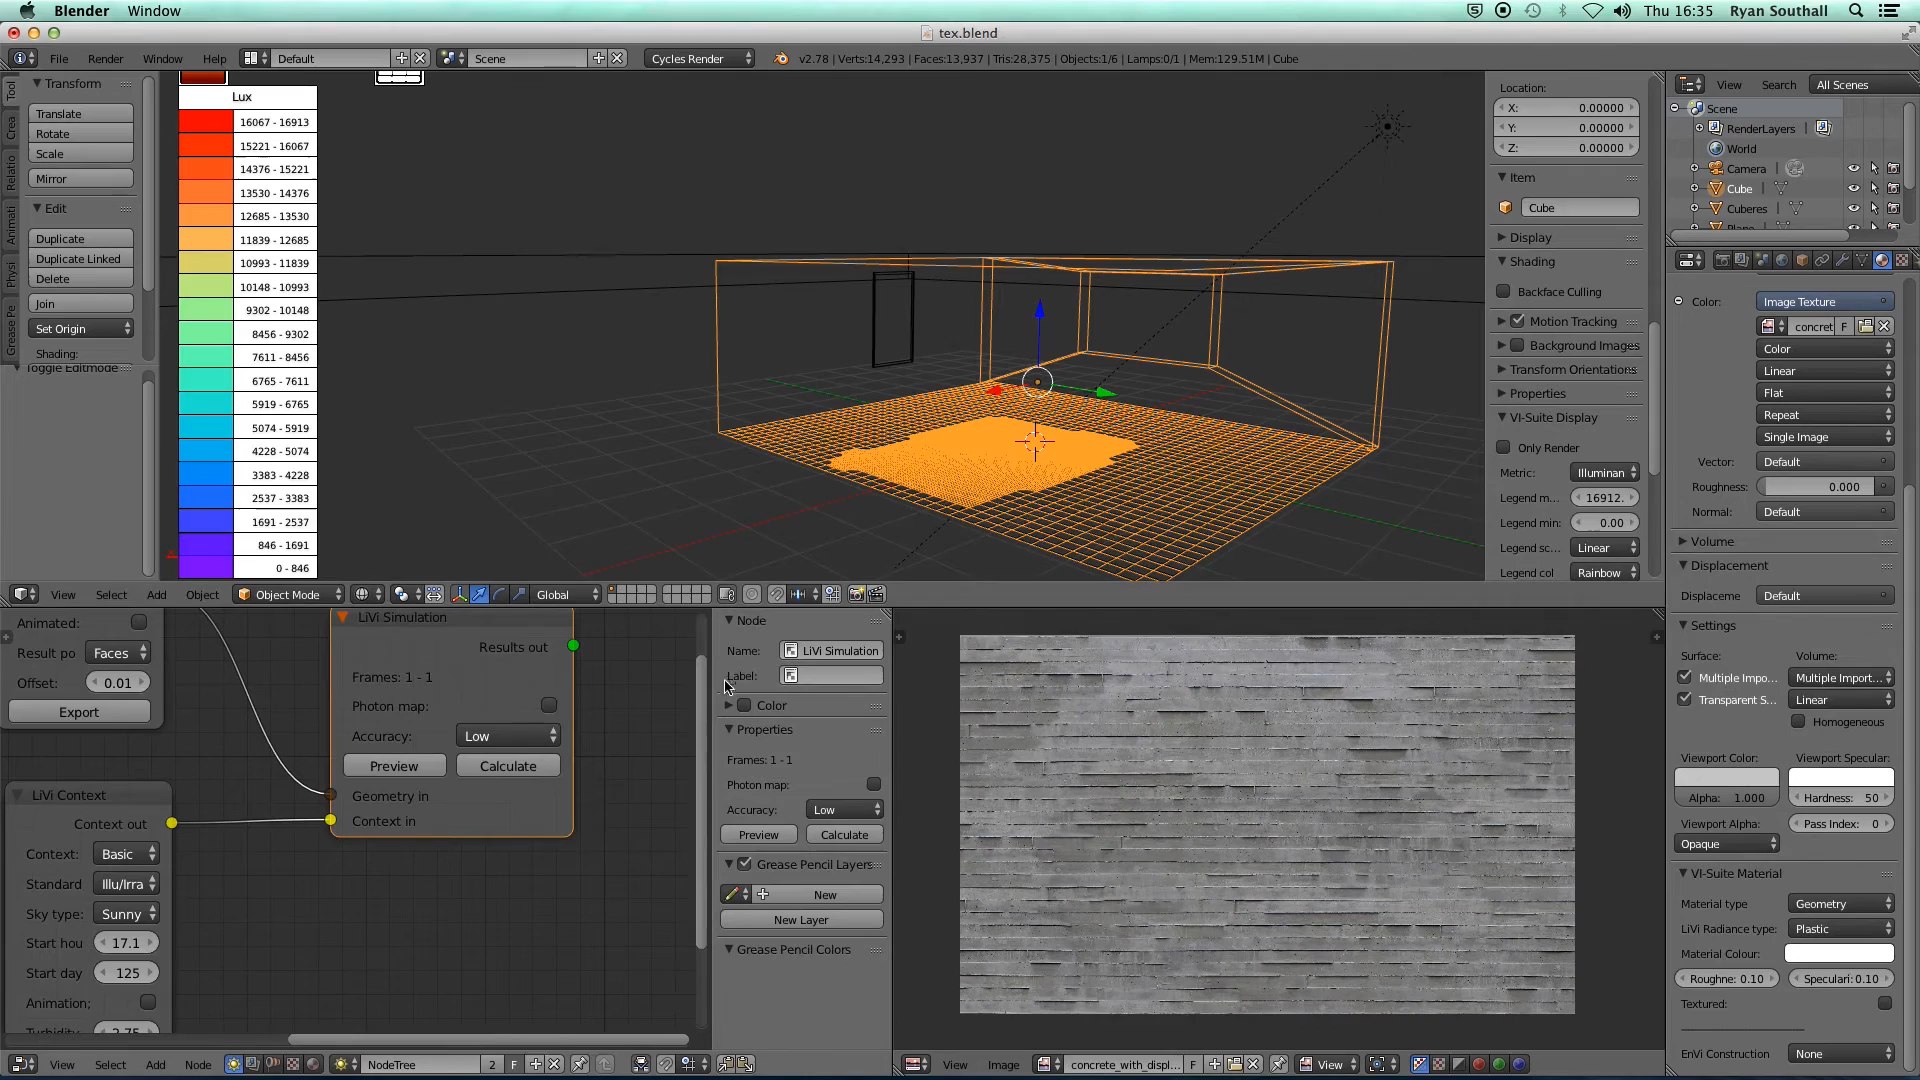 Blender Window Thu 16:35 Ryan Southall
tex.blend
File Render Window Help Default Scene Cycles Render v2.78 | Verts:14,293 | Faces:13,937 | Tris:28,375 | Objects:1/6 | Lamps:0/1 | Mem:129.51M | Cube
Tool
Crea
Relatio
Animati
Physi
Grease Pe
Transform
Translate
Rotate
Scale
Mirror
Edit
Duplicate
Duplicate Linked
Delete
Join
Set Origin
Shading:
Toggle Editmode
Lux
16067 - 16913
15221 - 16067
14376 - 15221
13530 - 14376
12685 - 13530
11839 - 12685
10993 - 11839
10148 - 10993
9302 - 10148
8456 - 9302
7611 - 8456
6765 - 7611
5919 - 6765
5074 - 5919
4228 - 5074
3383 - 4228
2537 - 3383
1691 - 2537
846 - 1691
0 - 846
Location:
X: 0.00000
Y: 0.00000
Z: 0.00000
Item
Cube
Display
Shading
Backface Culling
Motion Tracking
Background Images
Transform Orientations
Properties
VI-Suite Display
Only Render
Metric: Illuminan
Legend m... 16912.
Legend min: 0.00
Legend sc... Linear
Legend col Rainbow
View Search All Scenes
Scene
RenderLayers
World
Camera
Cube
Cuberes
Plane
Color: Image Texture
concret F
Color
Linear
Flat
Repeat
Single Image
Vector: Default
Roughness: 0.000
Normal: Default
Volume
Displacement
Displaceme Default
Settings
Surface: Volume:
Multiple Impo... Multiple Import...
Transparent S... Linear
Homogeneous
Viewport Color: Viewport Specular:
Alpha: 1.000 Hardness: 50
Viewport Alpha: Pass Index: 0
Opaque
VI-Suite Material
Material type Geometry
LiVi Radiance type: Plastic
Material Colour:
Roughne: 0.10 Speculari: 0.10
Textured:
EnVi Construction None
View Select Add Object Object Mode Global
Animated:
Result po Faces
Offset: 0.01
Export
LiVi Context
Context out
Context: Basic
Standard Illu/Irra
Sky type: Sunny
Start hou 17.1
Start day 125
Animation;
Turbidity 2.75
LiVi Simulation
Results out
Frames: 1 - 1
Photon map:
Accuracy: Low
Preview Calculate
Geometry in
Context in
Node
Name: LiVi Simulation
Label:
Color
Properties
Frames: 1 - 1
Photon map:
Accuracy: Low
Preview Calculate
Grease Pencil Layers
New
New Layer
Grease Pencil Colors
View Select Add Node NodeTree 2 F
View Image concrete_with_displ... F View